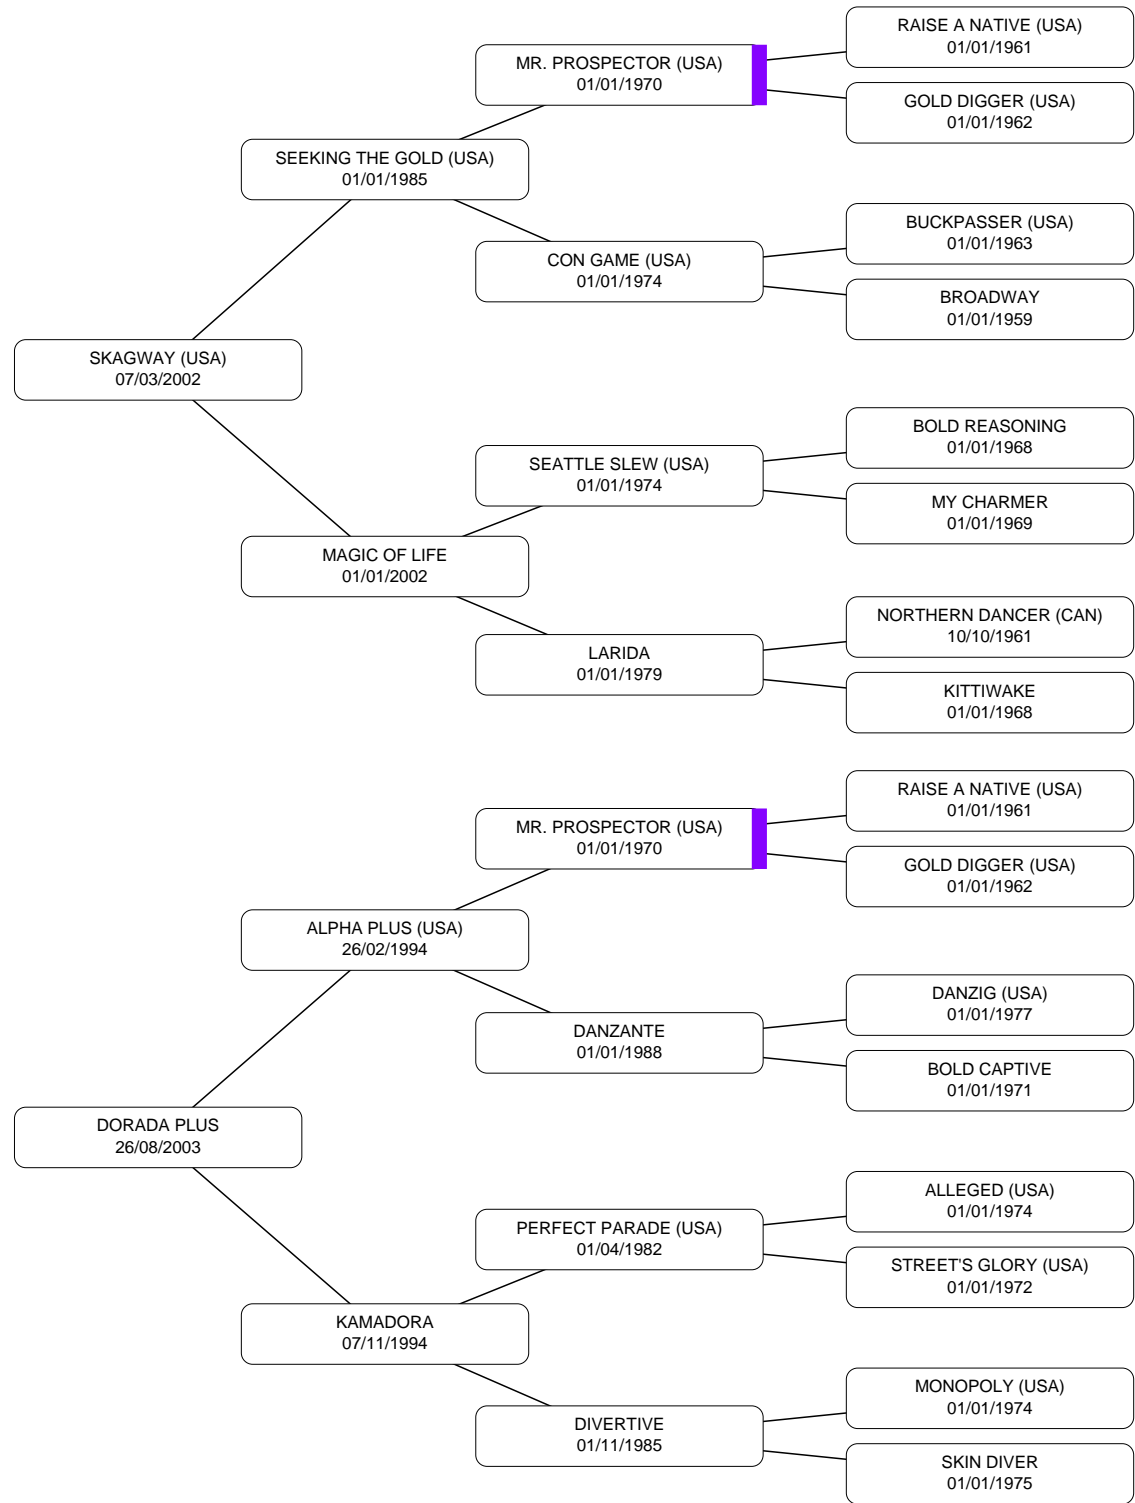 RAISE A NATIVE (USA)
01/01/1961
MR. PROSPECTOR (USA)
01/01/1970
GOLD DIGGER (USA)
01/01/1962
SEEKING THE GOLD (USA)
01/01/1985
BUCKPASSER (USA)
01/01/1963
CON GAME (USA)
01/01/1974
BROADWAY
01/01/1959
SKAGWAY (USA)
07/03/2002
BOLD REASONING
01/01/1968
SEATTLE SLEW (USA)
01/01/1974
MY CHARMER
01/01/1969
MAGIC OF LIFE
01/01/2002
NORTHERN DANCER (CAN)
10/10/1961
LARIDA
01/01/1979
KITTIWAKE
01/01/1968
RAISE A NATIVE (USA)
01/01/1961
MR. PROSPECTOR (USA)
01/01/1970
GOLD DIGGER (USA)
01/01/1962
ALPHA PLUS (USA)
26/02/1994
DANZIG (USA)
01/01/1977
DANZANTE
01/01/1988
BOLD CAPTIVE
01/01/1971
DORADA PLUS
26/08/2003
ALLEGED (USA)
01/01/1974
PERFECT PARADE (USA)
01/04/1982
STREET'S GLORY (USA)
01/01/1972
KAMADORA
07/11/1994
MONOPOLY (USA)
01/01/1974
DIVERTIVE
01/11/1985
SKIN DIVER
01/01/1975